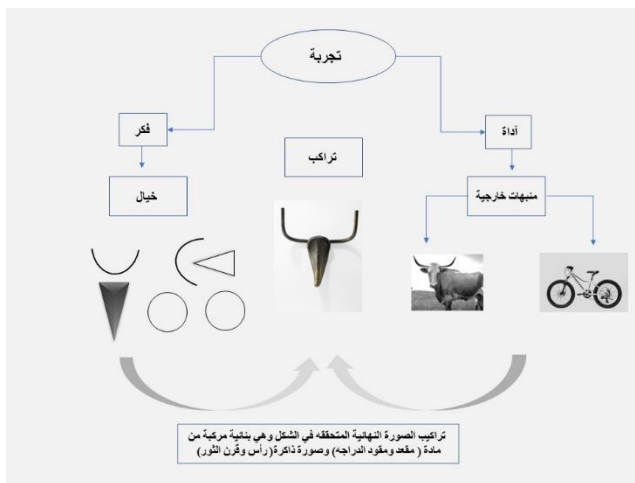 تجربة
فكر
أداة
تراكب
خيال
منبهات خارجية
تراكيب الصورة النهائية المتحققه في الشكل وهي بنائية مركبة من
مادة ( مقعد ومقود الدراجه) وصورة ذاكرة( رأس وقرن الثور)